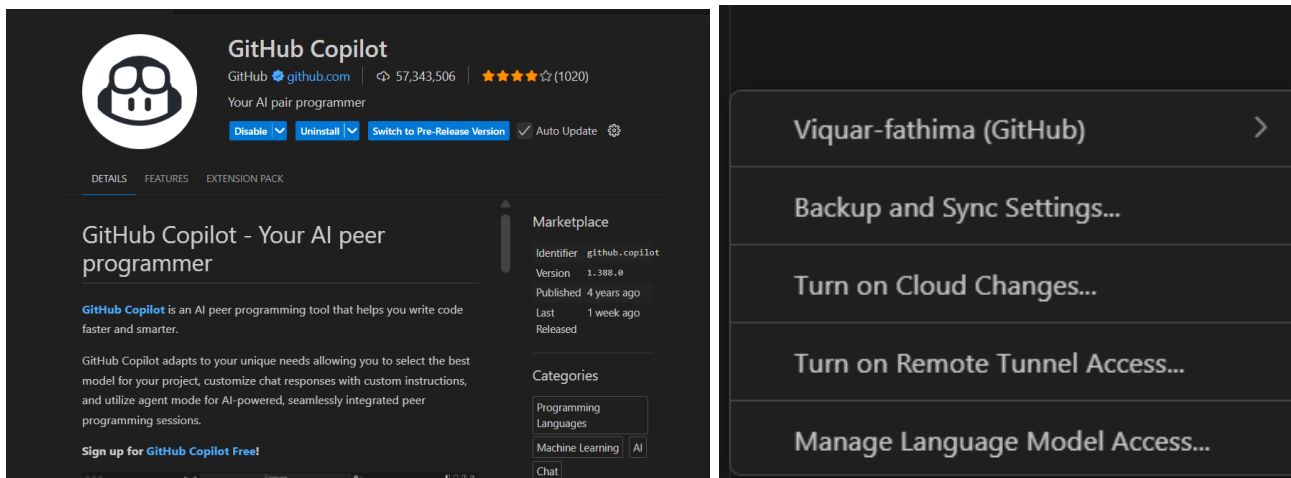 GitHub Copilot
GitHub github.com 57,343,506 (1020)
Your AI pair programmer
Disable Uninstall Switch to Pre-Release Version Auto Update
DETAILS FEATURES EXTENSION PACK
GitHub Copilot - Your AI peer
programmer
GitHub Copilot is an AI peer programming tool that helps you write code
faster and smarter.
GitHub Copilot adapts to your unique needs allowing you to select the best
model for your project, customize chat responses with custom instructions,
and utilize agent mode for AI-powered, seamlessly integrated peer
programming sessions.
Sign up for GitHub Copilot Free!
Marketplace
Identifier github.copilot
Version 1.388.0
Published 4 years ago
Last 1 week ago
Released
Categories
Programming
Languages
Machine Learning AI
Chat
Viquar-fathima (GitHub)
Backup and Sync Settings...
Turn on Cloud Changes...
Turn on Remote Tunnel Access...
Manage Language Model Access...